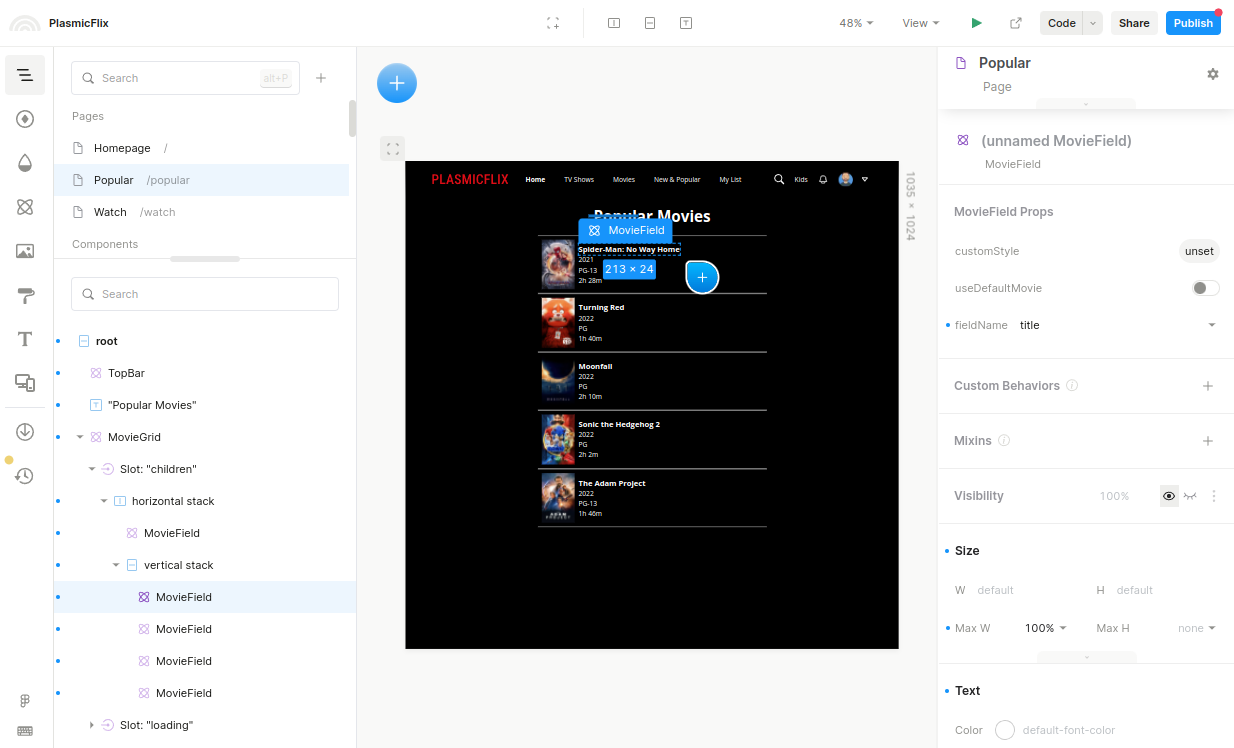 PlasmicFlix
48%
View
Code
Share
Publish
Search
alt+P
Pages
Homepage /
Popular /popular
Watch /watch
Components
Search
root
TopBar
"Popular Movies"
MovieGrid
Slot: "children"
horizontal stack
MovieField
vertical stack
MovieField
MovieField
MovieField
MovieField
Slot: "loading"
1035 × 1024
PLASMICFLIX
Home
TV Shows
Movies
New & Popular
My List
Kids
Popular Movies
MovieField
Spider-Man: No Way Home
2021
PG-13
2h 28m
213 × 24
Turning Red
2022
PG
1h 40m
Moonfall
2022
PG
2h 10m
Sonic the Hedgehog 2
2022
PG
2h 2m
The Adam Project
2022
PG-13
1h 46m
Popular
Page
(unnamed MovieField)
MovieField
MovieField Props
customStyle unset
useDefaultMovie
fieldName title
Custom Behaviors
Mixins
Visibility 100%
Size
W default H default
Max W 100% Max H none
Text
Color default-font-color